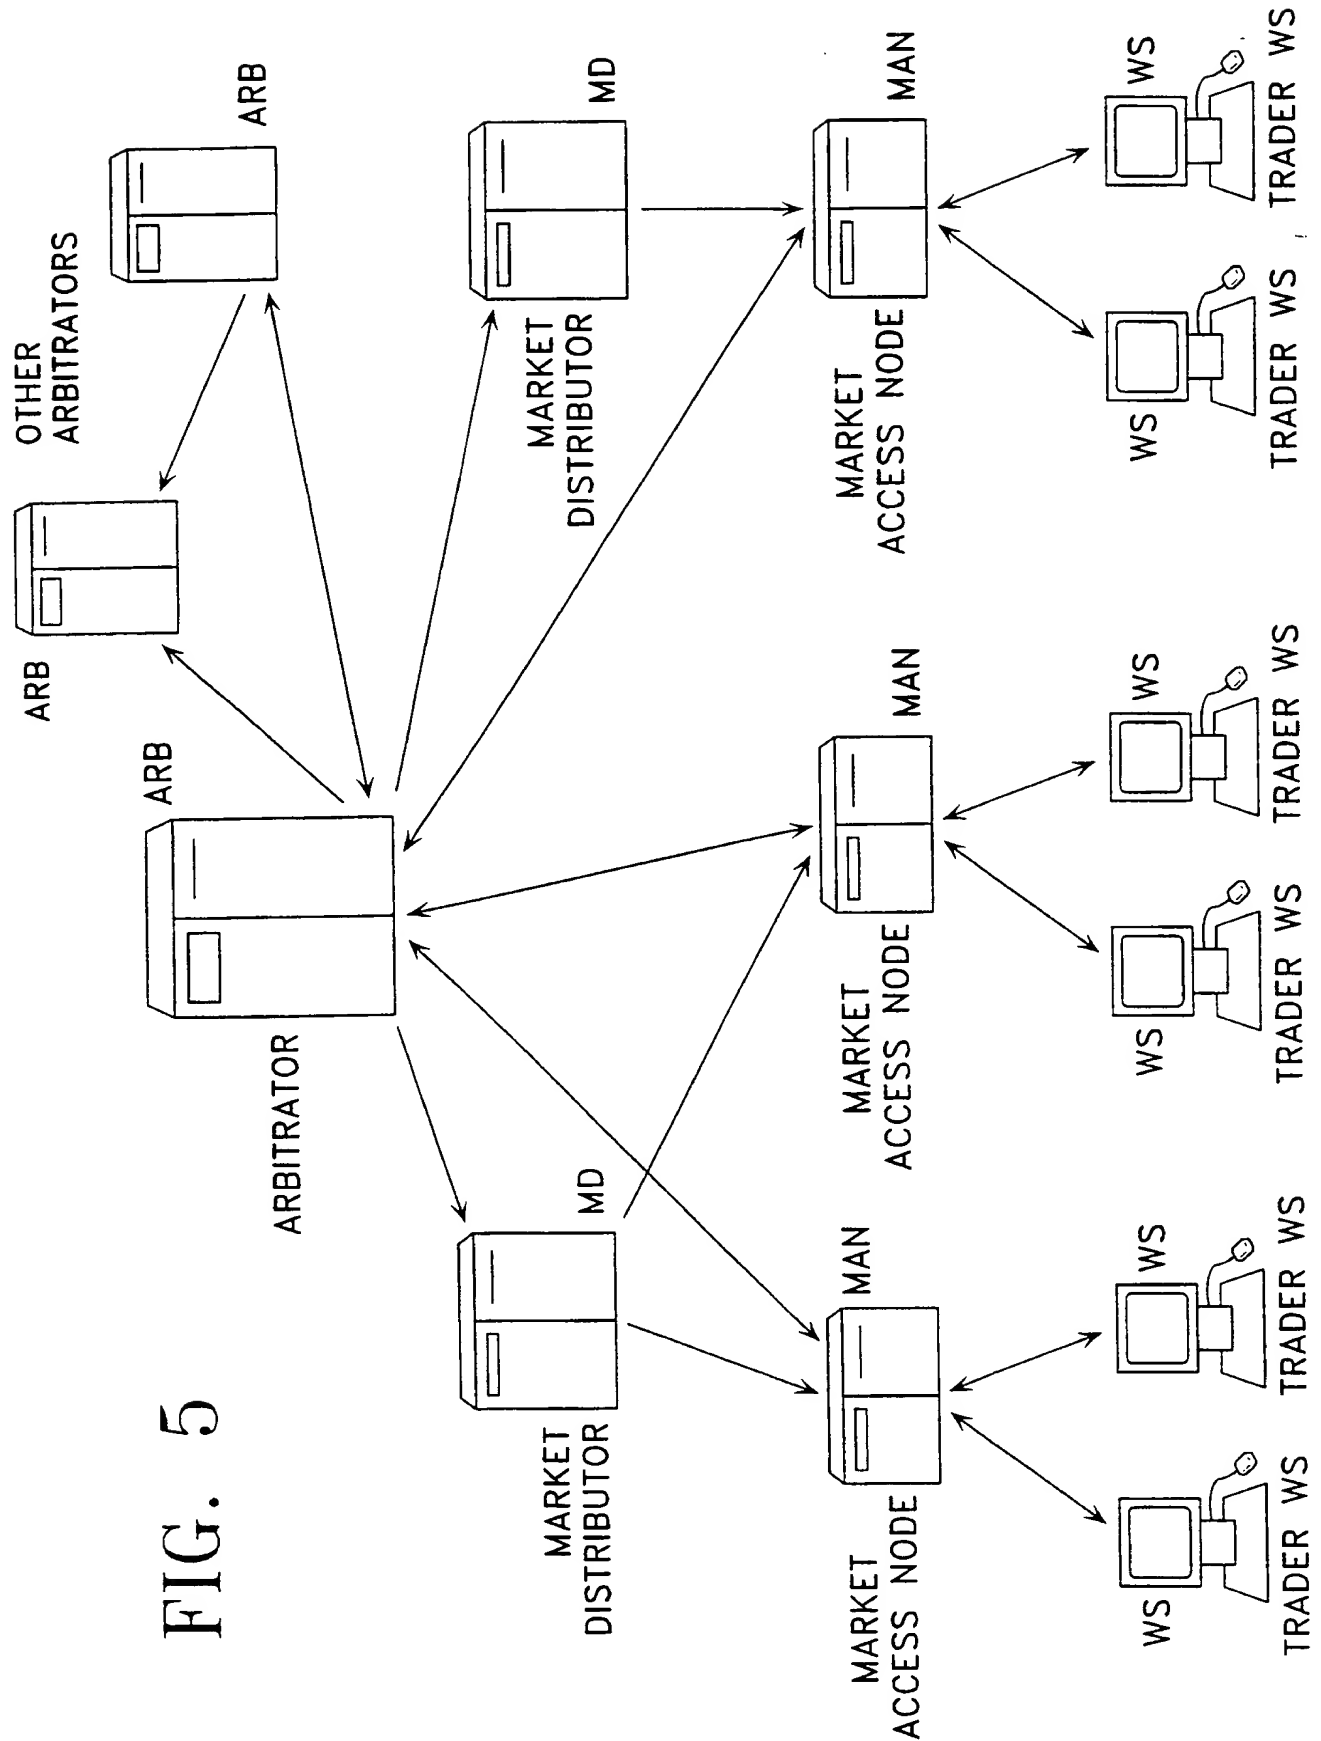 FIG. 5
OTHER
ARBITRATORS
ARB
ARB
ARB
ARBITRATOR
MD
MARKET
DISTRIBUTOR
MD
MARKET
DISTRIBUTOR
MAN
MARKET
ACCESS NODE
MAN
MARKET
ACCESS NODE
MAN
MARKET
ACCESS NODE
WS
WS
WS
WS
WS
WS
TRADER WS
TRADER WS
TRADER WS
TRADER WS
TRADER WS
TRADER WS